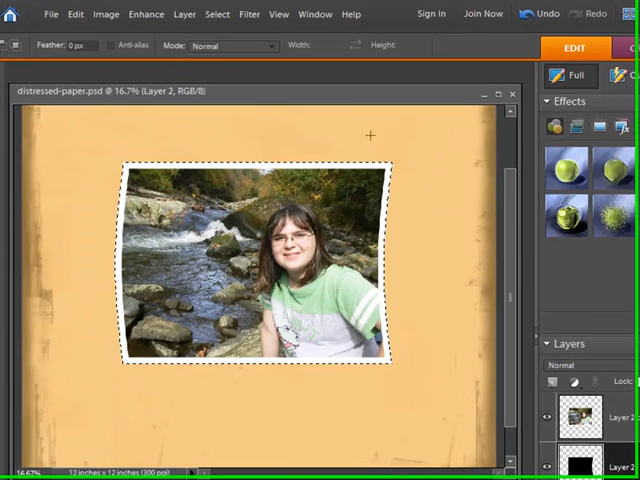 File Edit Image Enhance Layer Select Filter View Window Help Sign In Join Now Undo Redo
Feather: 0 px Anti-alias Mode: Normal Width: Height: EDIT
Full
distressed-paper.psd @ 16.7% (Layer 2, RGB/8)
Effects
Layers
Normal
Lock:
Layer 2
Layer 2
16.67% 12 inches x 12 inches (300 ppi)